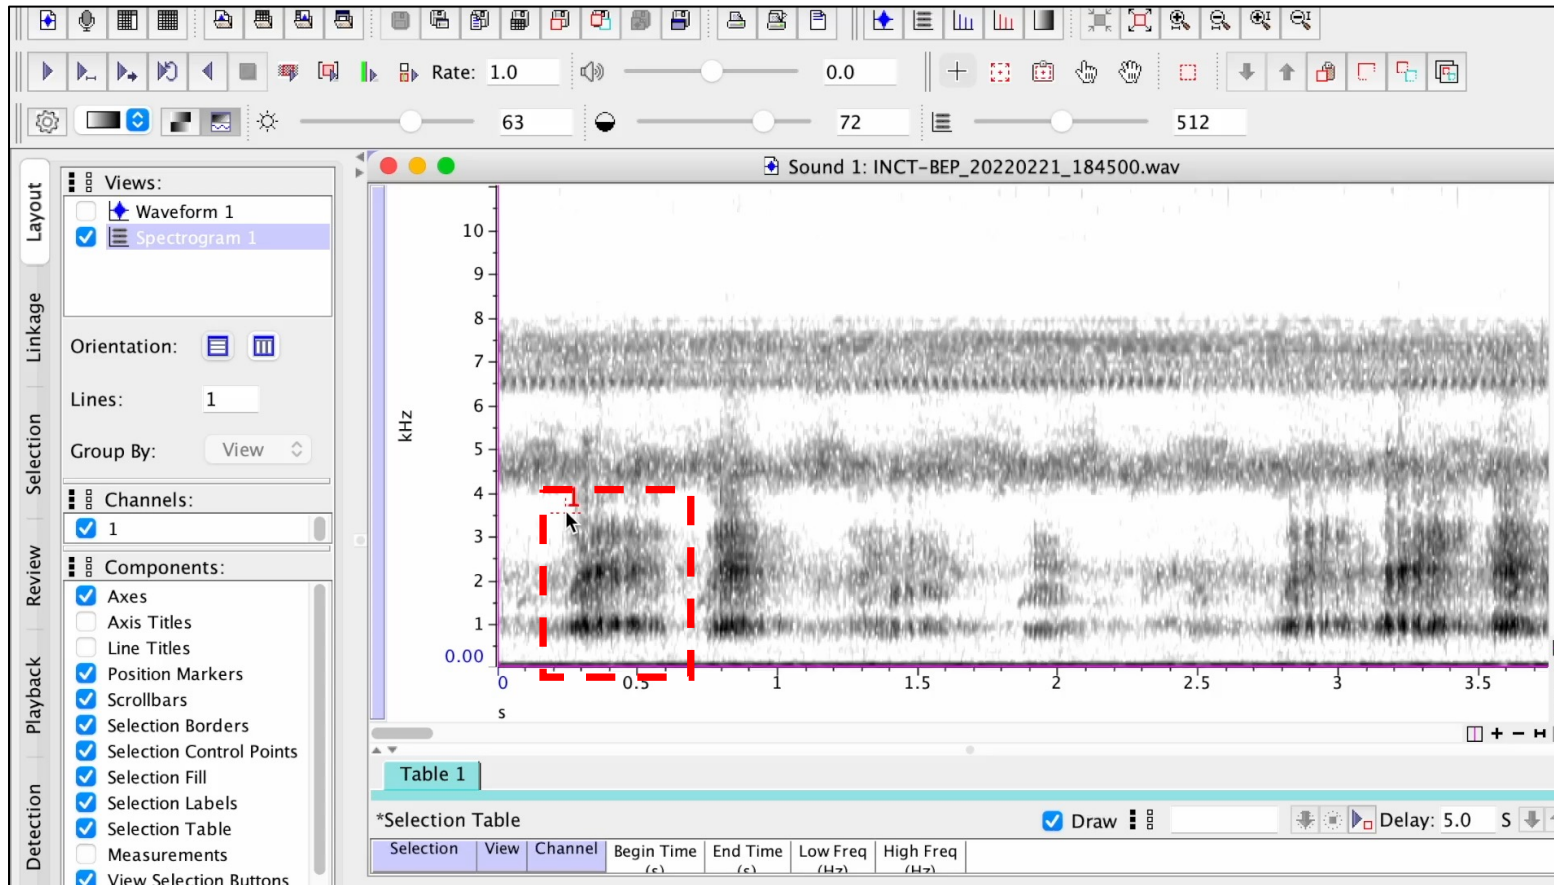 Rate: 1.0 0.0
63 72 512
Sound 1: INCT-BEP_20220221_184500.wav
Layout
Linkage
Selection
Review
Playback
Detection
Views:
Waveform 1
Spectrogram 1
Orientation:
Lines: 1
Group By: View
Channels:
1
Components:
Axes
Axis Titles
Line Titles
Position Markers
Scrollbars
Selection Borders
Selection Control Points
Selection Fill
Selection Labels
Selection Table
Measurements
View Selection Buttons
kHz
10
9
8
7
6
5
4
3
2
1
0.00
1
0 0.5 1 1.5 2 2.5 3 3.5
s
Table 1
*Selection Table Draw Delay: 5.0 S
Selection View Channel Begin Time End Time Low Freq High Freq
(s) (s) (Hz) (Hz)